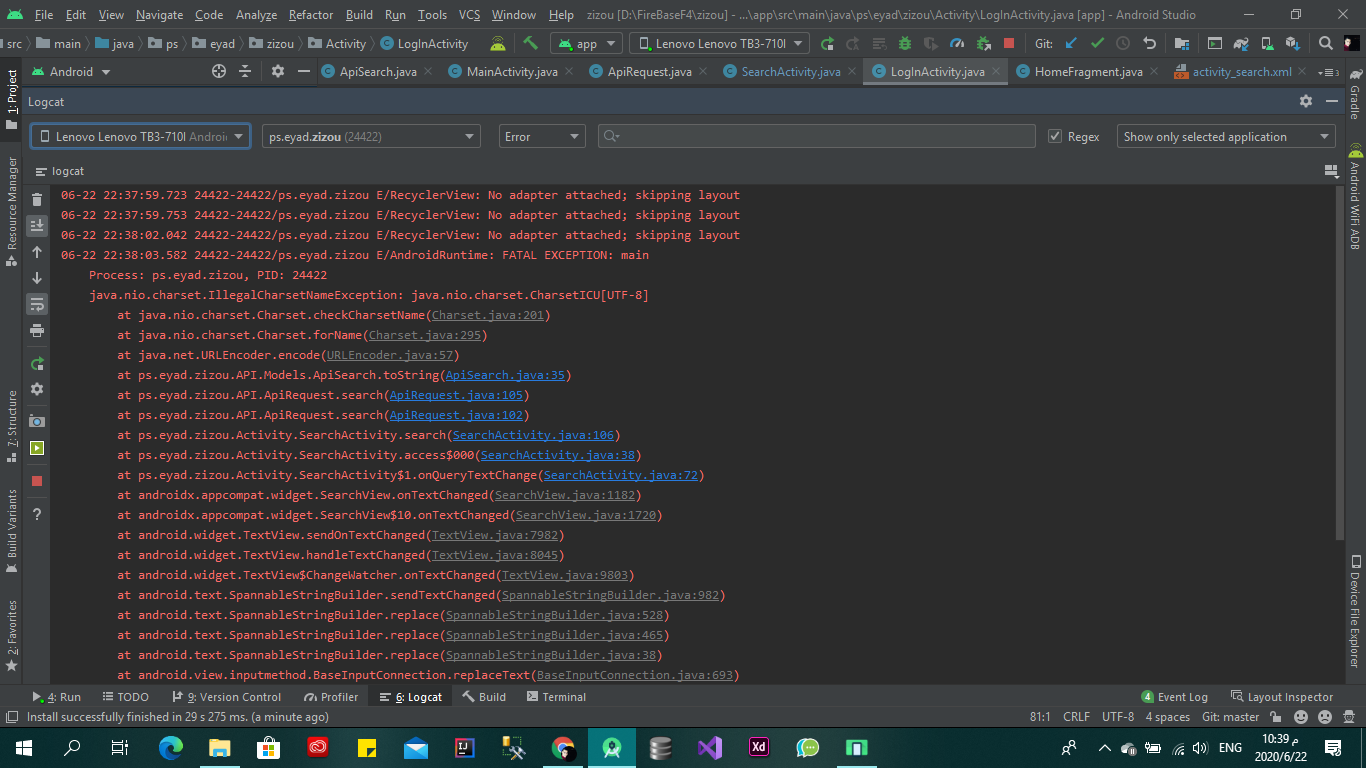 File Edit View Navigate Code Analyze Refactor Build Run Tools VCS Window Help zizou [D:\FireBaseF4\zizou] - ...\app\src\main\java\ps\eyad\zizou\Activity\LogInActivity.java [app] - Android Studio
src main java ps eyad zizou Activity LogInActivity app Lenovo Lenovo TB3-710I Git:
Android ApiSearch.java MainActivity.java ApiRequest.java SearchActivity.java LogInActivity.java HomeFragment.java activity_search.xml
1: Project
Resource Manager
7: Structure
Build Variants
2: Favorites
Logcat
Lenovo Lenovo TB3-710I Androi ps.eyad.zizou (24422) Error Regex Show only selected application
logcat
06-22 22:37:59.723 24422-24422/ps.eyad.zizou E/RecyclerView: No adapter attached; skipping layout
06-22 22:37:59.753 24422-24422/ps.eyad.zizou E/RecyclerView: No adapter attached; skipping layout
06-22 22:38:02.042 24422-24422/ps.eyad.zizou E/RecyclerView: No adapter attached; skipping layout
06-22 22:38:03.582 24422-24422/ps.eyad.zizou E/AndroidRuntime: FATAL EXCEPTION: main
Process: ps.eyad.zizou, PID: 24422
java.nio.charset.IllegalCharsetNameException: java.nio.charset.CharsetICU[UTF-8]
at java.nio.charset.Charset.checkCharsetName(Charset.java:201)
at java.nio.charset.Charset.forName(Charset.java:295)
at java.net.URLEncoder.encode(URLEncoder.java:57)
at ps.eyad.zizou.API.Models.ApiSearch.toString(ApiSearch.java:35)
at ps.eyad.zizou.API.ApiRequest.search(ApiRequest.java:105)
at ps.eyad.zizou.API.ApiRequest.search(ApiRequest.java:102)
at ps.eyad.zizou.Activity.SearchActivity.search(SearchActivity.java:106)
at ps.eyad.zizou.Activity.SearchActivity.access$000(SearchActivity.java:38)
at ps.eyad.zizou.Activity.SearchActivity$1.onQueryTextChange(SearchActivity.java:72)
at androidx.appcompat.widget.SearchView.onTextChanged(SearchView.java:1182)
at androidx.appcompat.widget.SearchView$10.onTextChanged(SearchView.java:1720)
at android.widget.TextView.sendOnTextChanged(TextView.java:7982)
at android.widget.TextView.handleTextChanged(TextView.java:8045)
at android.widget.TextView$ChangeWatcher.onTextChanged(TextView.java:9803)
at android.text.SpannableStringBuilder.sendTextChanged(SpannableStringBuilder.java:982)
at android.text.SpannableStringBuilder.replace(SpannableStringBuilder.java:528)
at android.text.SpannableStringBuilder.replace(SpannableStringBuilder.java:465)
at android.text.SpannableStringBuilder.replace(SpannableStringBuilder.java:38)
at android.view.inputmethod.BaseInputConnection.replaceText(BaseInputConnection.java:693)
Gradle
Android WiFi ADB
Device File Explorer
4: Run TODO 9: Version Control Profiler 6: Logcat Build Terminal 4 Event Log Layout Inspector
Install successfully finished in 29 s 275 ms. (a minute ago) 81:1 CRLF UTF-8 4 spaces Git: master
Xd ENG
10:39 م
2020/6/22